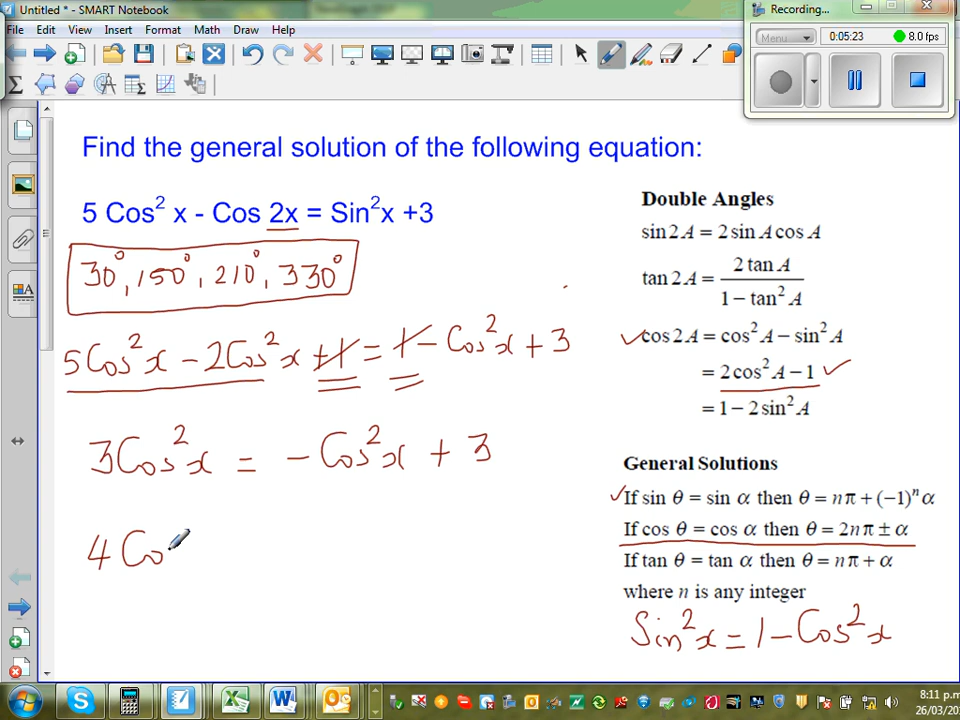 Untitled * - SMART Notebook
Recording...
File Edit View Insert Format Math Draw Help
Menu
0:05:23
8.0 fps
Find the general solution of the following equation:
5 Cos² x - Cos 2x = Sin²x +3
30°, 150°, 210°, 330°
5Cos²x - 2Cos²x + 1 = 1 - Cos²x + 3
3Cos²x = - Cos²x + 3
4 Co
Double Angles
sin 2A = 2 sin A cos A
tan 2A = 2 tan A / 1 − tan² A
✓cos 2A = cos² A − sin² A
= 2 cos² A − 1 ✓
= 1 − 2 sin² A
General Solutions
✓If sin θ = sin α then θ = nπ + (−1)ⁿ α
If cos θ = cos α then θ = 2nπ ± α
If tan θ = tan α then θ = nπ + α
where n is any integer
Sin²x = 1 - Cos²x
8:11 p.m